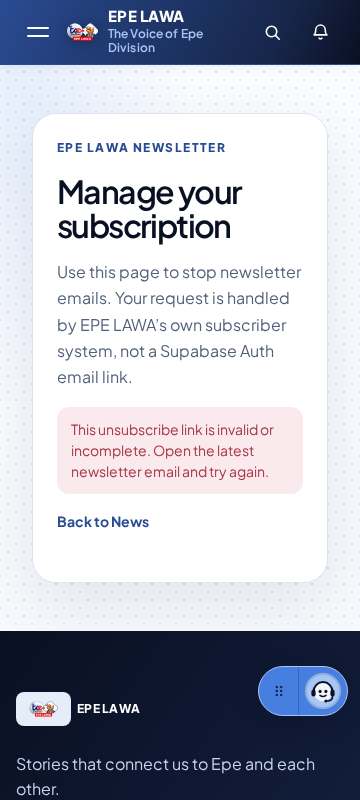 EPE LAWA
The Voice of Epe
Division
EPE LAWA NEWSLETTER
Manage your
subscription
Use this page to stop newsletter
emails. Your request is handled
by EPE LAWA's own subscriber
system, not a Supabase Auth
email link.
This unsubscribe link is invalid or
incomplete. Open the latest
newsletter email and try again.
Back to News
EPE LAWA
Stories that connect us to Epe and each
other.